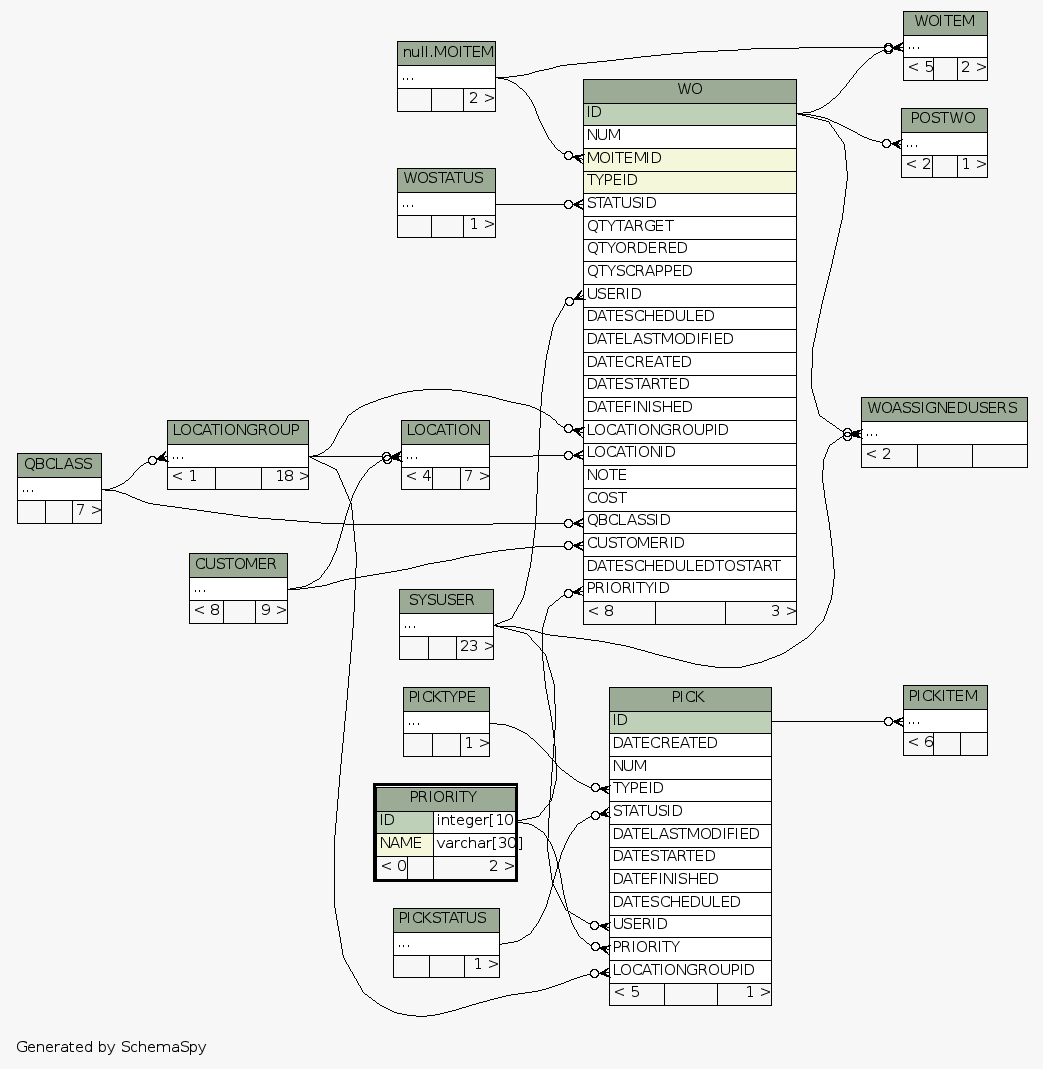 WOITEM
...
< 5 2 >
null.MOITEM
...
2 >
WO
ID
NUM
MOITEMID
TYPEID
STATUSID
QTYTARGET
QTYORDERED
QTYSCRAPPED
USERID
DATESCHEDULED
DATELASTMODIFIED
DATECREATED
DATESTARTED
DATEFINISHED
LOCATIONGROUPID
LOCATIONID
NOTE
COST
QBCLASSID
CUSTOMERID
DATESCHEDULEDTOSTART
PRIORITYID
< 8 3 >
POSTWO
...
< 2 1 >
WOSTATUS
...
1 >
WOASSIGNEDUSERS
...
< 2
LOCATIONGROUP
...
< 1 18 >
LOCATION
...
< 4 7 >
QBCLASS
...
7 >
CUSTOMER
...
< 8 9 >
SYSUSER
...
23 >
PICKTYPE
...
1 >
PICK
ID
DATECREATED
NUM
TYPEID
STATUSID
DATELASTMODIFIED
DATESTARTED
DATEFINISHED
DATESCHEDULED
USERID
PRIORITY
LOCATIONGROUPID
< 5 1 >
PICKITEM
...
< 6
PRIORITY
ID integer[10
NAME varchar[30]
< 0 2 >
PICKSTATUS
...
1 >
Generated by SchemaSpy